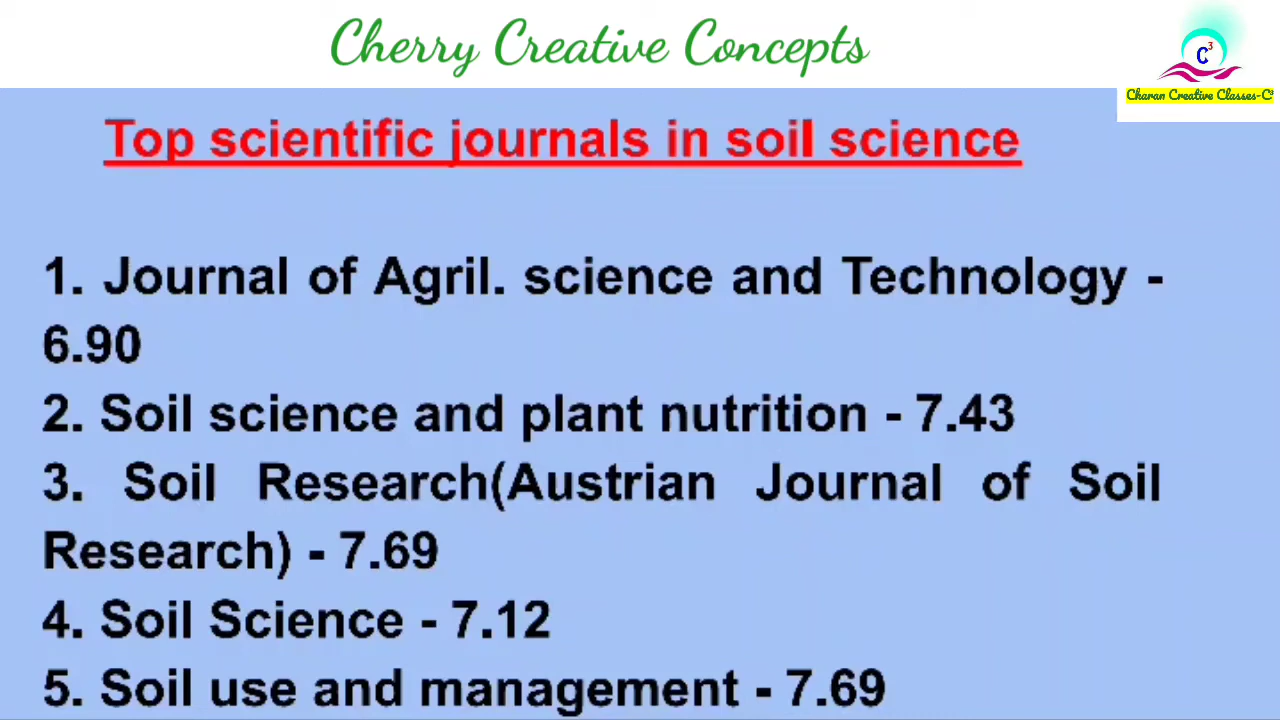 Cherry Creative Concepts
C³
Charan Creative Classes-C³
Top scientific journals in soil science
1. Journal of Agril. science and Technology -
6.90
2. Soil science and plant nutrition - 7.43
3. Soil Research(Austrian Journal of Soil
Research) - 7.69
4. Soil Science - 7.12
5. Soil use and management - 7.69